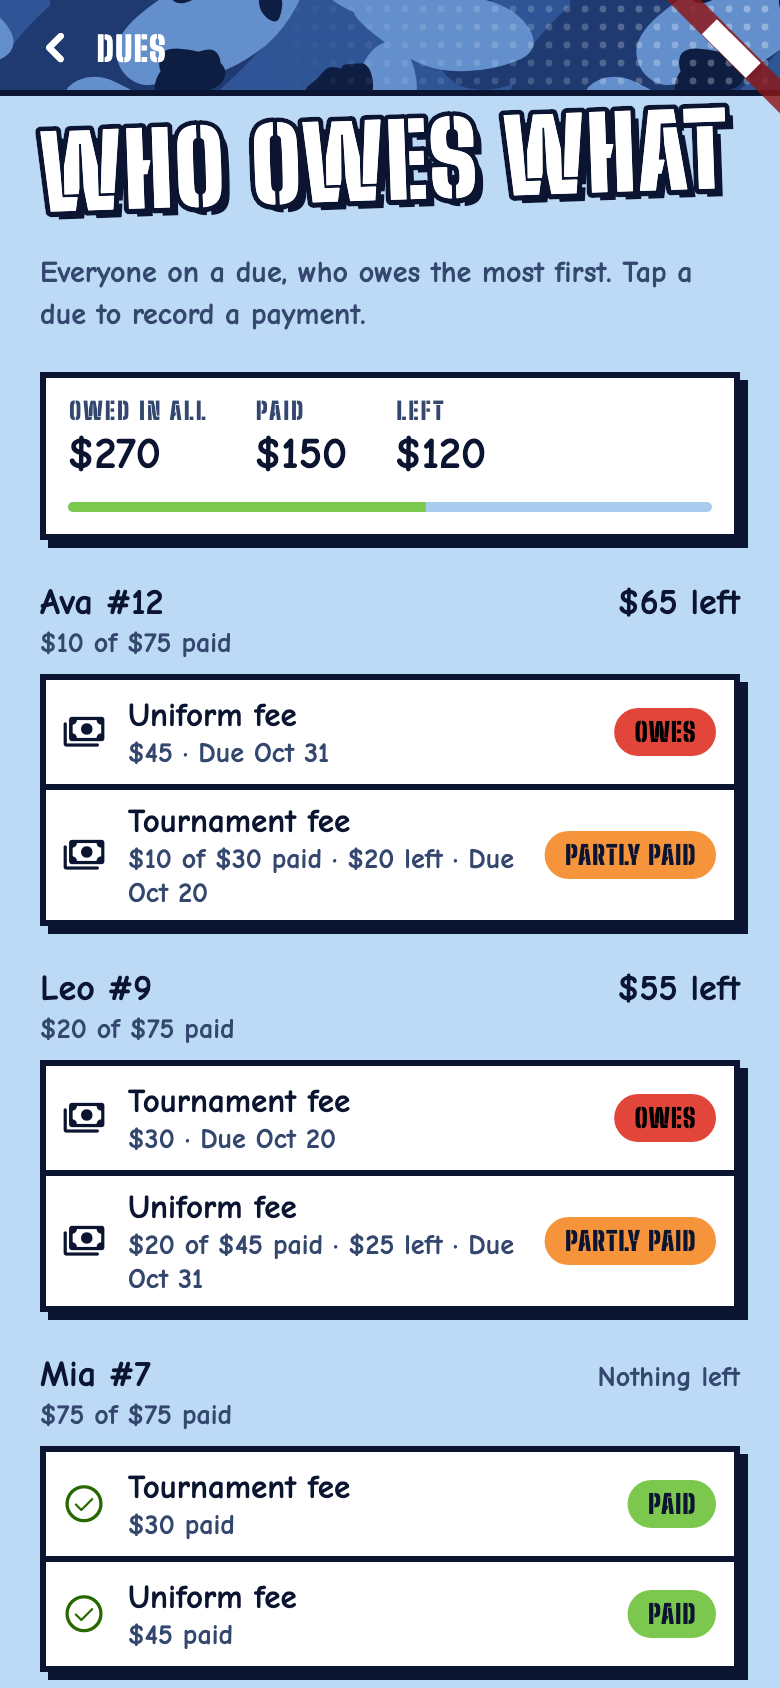 DUES
WHO OWES WHAT
Everyone on a due, who owes the most first. Tap a
due to record a payment.
OWED IN ALL PAID LEFT
$270 $150 $120
Ava #12 $65 left
$10 of $75 paid
Uniform fee
$45 · Due Oct 31
OWES
Tournament fee
$10 of $30 paid · $20 left · Due
Oct 20
PARTLY PAID
Leo #9 $55 left
$20 of $75 paid
Tournament fee
$30 · Due Oct 20
OWES
Uniform fee
$20 of $45 paid · $25 left · Due
Oct 31
PARTLY PAID
Mia #7 Nothing left
$75 of $75 paid
Tournament fee
$30 paid
PAID
Uniform fee
$45 paid
PAID